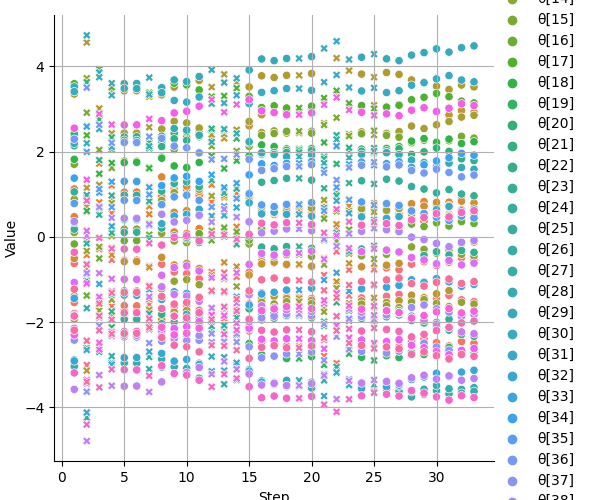 θ[14]
θ[15]
θ[16]
θ[17]
θ[18]
θ[19]
θ[20]
θ[21]
θ[22]
θ[23]
θ[24]
θ[25]
θ[26]
θ[27]
θ[28]
θ[29]
θ[30]
θ[31]
θ[32]
θ[33]
θ[34]
θ[35]
θ[36]
θ[37]
θ[38]
Value
4
2
0
−2
−4
0 5 10 15 20 25 30
Step